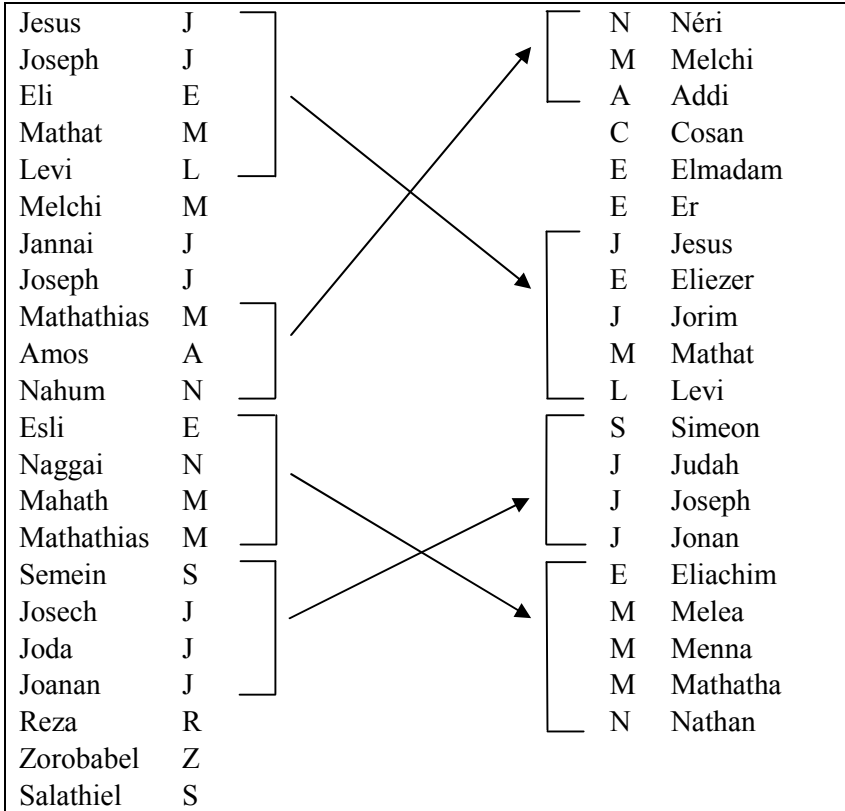 Jesus J
Joseph J
Eli E
Mathat M
Levi L
Melchi M
Jannai J
Joseph J
Mathathias M
Amos A
Nahum N
Esli E
Naggai N
Mahath M
Mathathias M
Semein S
Josech J
Joda J
Joanan J
Reza R
Zorobabel Z
Salathiel S
N Néri
M Melchi
A Addi
C Cosan
E Elmadam
E Er
J Jesus
E Eliezer
J Jorim
M Mathat
L Levi
S Simeon
J Judah
J Joseph
J Jonan
E Eliachim
M Melea
M Menna
M Mathatha
N Nathan